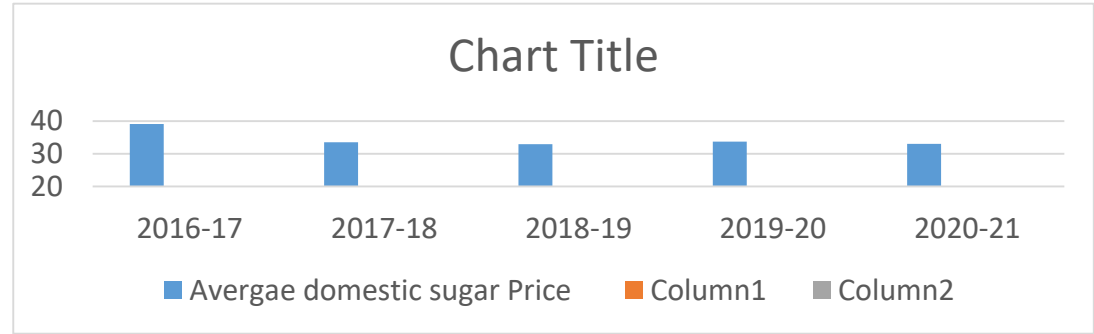 Chart Title
40
30
20
2016-17 2017-18 2018-19 2019-20 2020-21
Avergae domestic sugar Price Column1 Column2